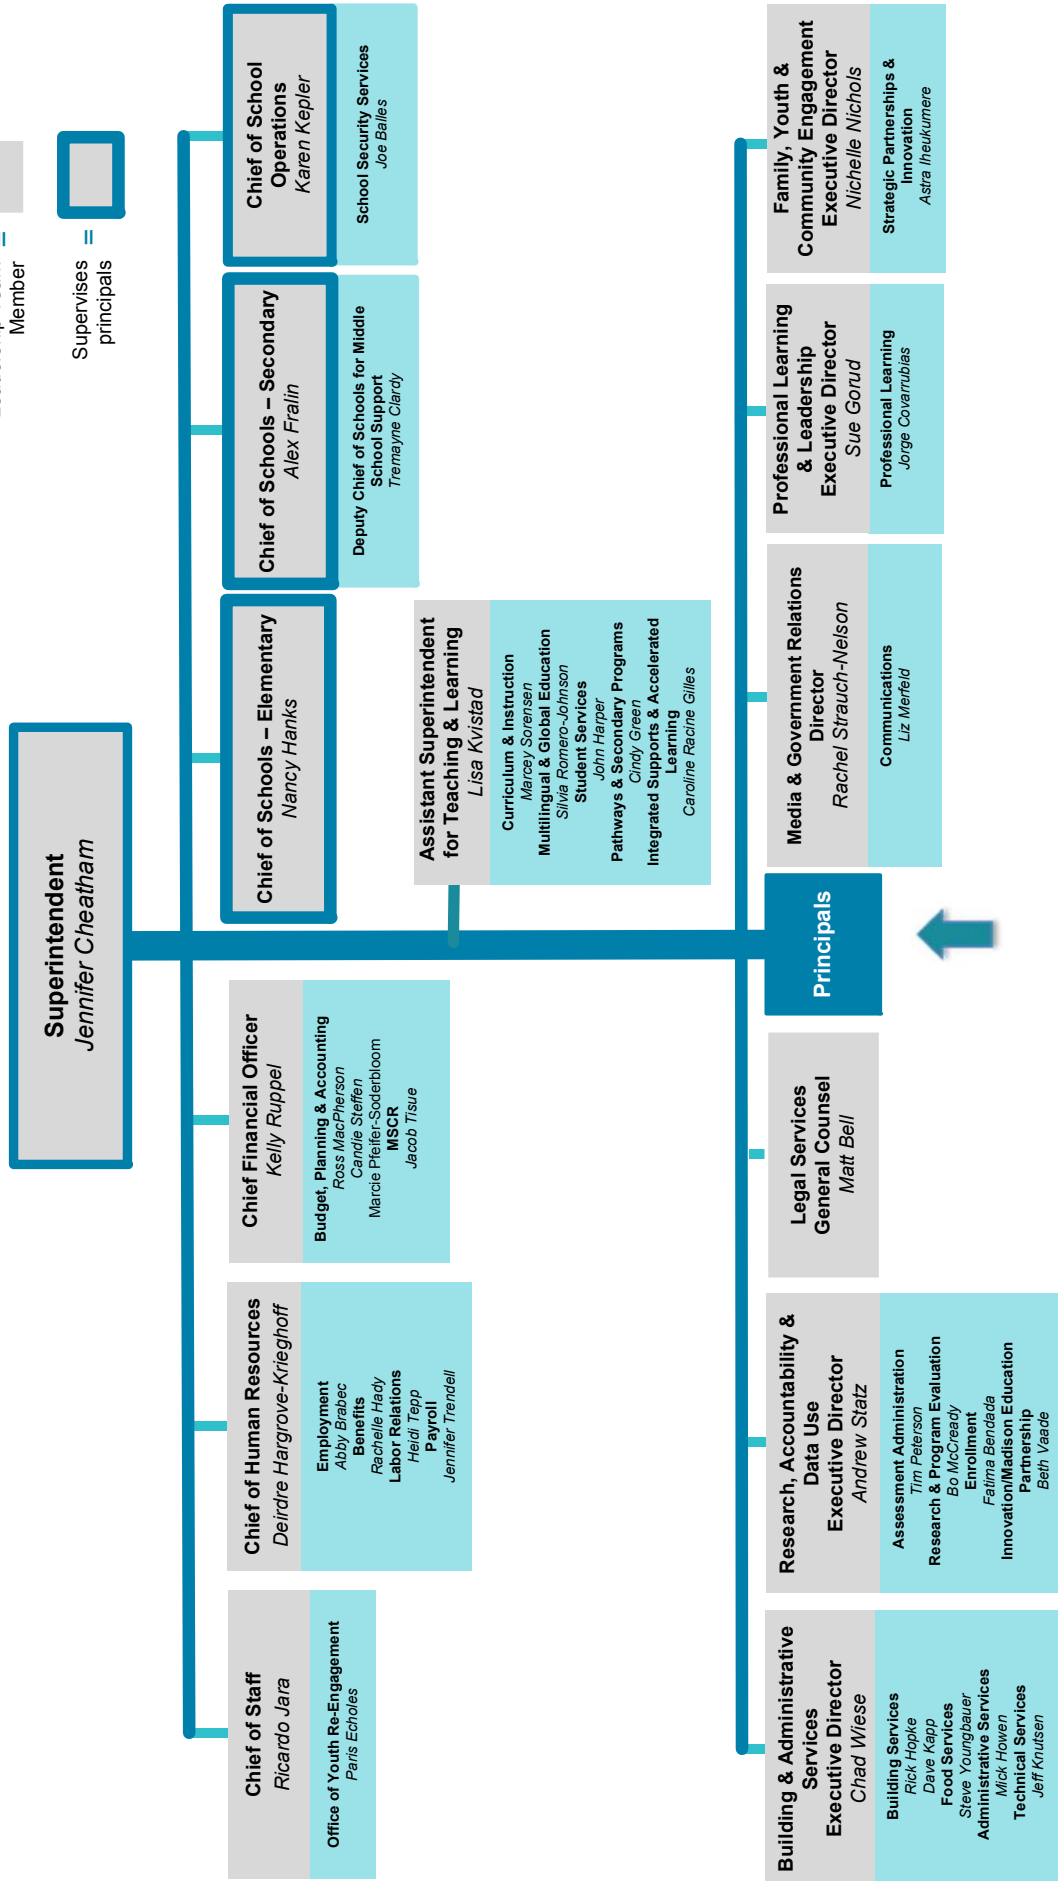 Member
=
Supervises
principals
=
Superintendent
Jennifer Cheatham
Chief of Staff
Ricardo Jara
Office of Youth Re-Engagement
Paris Echoles
Chief of Human Resources
Deirdre Hargrove-Krieghoff
Employment
Abby Brabec
Benefits
Rachelle Hady
Labor Relations
Heidi Tepp
Payroll
Jennifer Trendell
Chief Financial Officer
Kelly Ruppel
Budget, Planning & Accounting
Ross MacPherson
Candie Steffen
Marcie Pfeifer-Soderbloom
MSCR
Jacob Tisue
Chief of Schools – Elementary
Nancy Hanks
Chief of Schools – Secondary
Alex Fralin
Deputy Chief of Schools for Middle
School Support
Tremayne Clardy
Chief of School
Operations
Karen Kepler
School Security Services
Joe Balles
Assistant Superintendent
for Teaching & Learning
Lisa Kvistad
Curriculum & Instruction
Marcey Sorensen
Multilingual & Global Education
Silvia Romero-Johnson
Student Services
John Harper
Pathways & Secondary Programs
Cindy Green
Integrated Supports & Accelerated
Learning
Caroline Racine Gilles
Building & Administrative
Services
Executive Director
Chad Wiese
Building Services
Rick Hopke
Dave Kapp
Food Services
Steve Youngbauer
Administrative Services
Mick Howen
Technical Services
Jeff Knutsen
Research, Accountability &
Data Use
Executive Director
Andrew Statz
Assessment Administration
Tim Peterson
Research & Program Evaluation
Bo McCready
Enrollment
Fatima Bendada
Innovation/Madison Education
Partnership
Beth Vaade
Legal Services
General Counsel
Matt Bell
Principals
Media & Government Relations
Director
Rachel Strauch-Nelson
Communications
Liz Merfeld
Professional Learning
& Leadership
Executive Director
Sue Gorud
Professional Learning
Jorge Covarrubias
Family, Youth &
Community Engagement
Executive Director
Nichelle Nichols
Strategic Partnerships &
Innovation
Astra Iheukumere